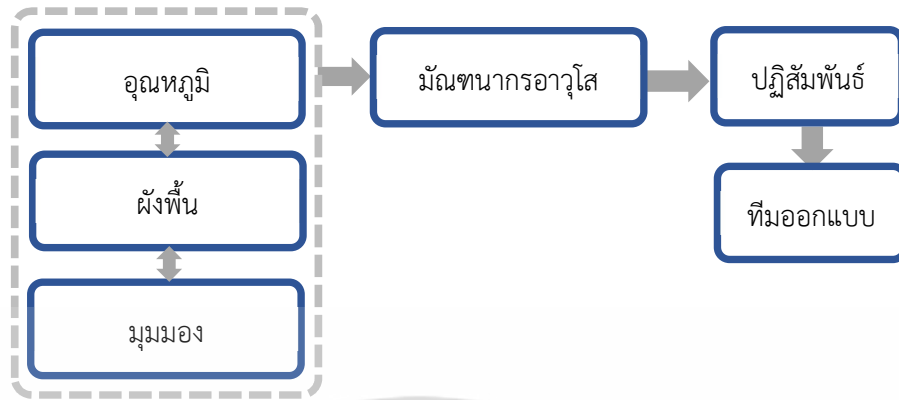 อุณหภูมิ
มัณฑนากรอาวุโส
ปฏิสัมพันธ์
ผังพื้น
ทีมออกแบบ
มุมมอง